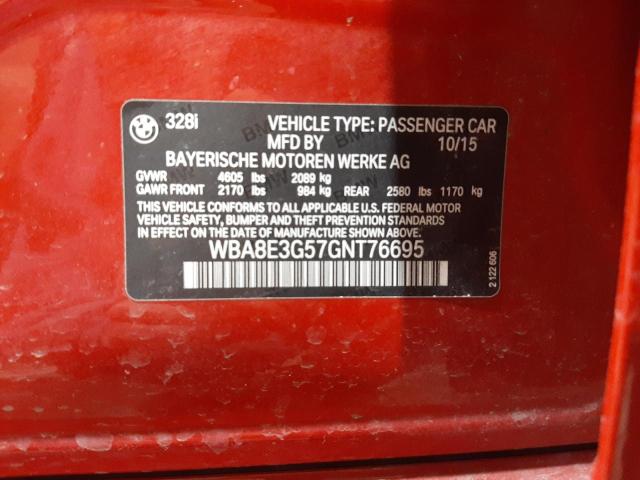 328i VEHICLE TYPE: PASSENGER CAR
MFD BY 10/15
BAYERISCHE MOTOREN WERKE AG
GVWR 4605 lbs 2089 kg
GAWR FRONT 2170 lbs 984 kg REAR 2580 lbs 1170 kg
THIS VEHICLE CONFORMS TO ALL APPLICABLE U.S. FEDERAL MOTOR
VEHICLE SAFETY, BUMPER AND THEFT PREVENTION STANDARDS
IN EFFECT ON THE DATE OF MANUFACTURE SHOWN ABOVE.
WBA8E3G57GNT76695
2 122 606